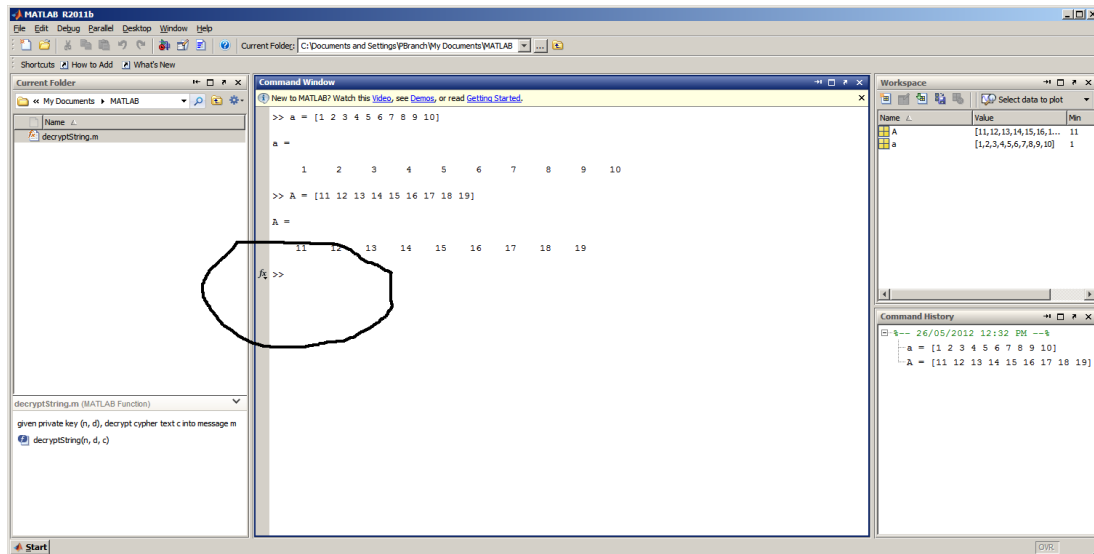 MATLAB R2011b
File Edit Debug Parallel Desktop Window Help
Current Folder: C:\Documents and Settings\PBranch\My Documents\MATLAB
Shortcuts How to Add What's New
Current Folder
« My Documents MATLAB
Name
decryptString.m
decryptString.m (MATLAB Function)
given private key (n, d), decrypt cypher text c into message m
decryptString(n, d, c)
Command Window
New to MATLAB? Watch this Video, see Demos, or read Getting Started.
>> a = [1 2 3 4 5 6 7 8 9 10]
a =
1 2 3 4 5 6 7 8 9 10
>> A = [11 12 13 14 15 16 17 18 19]
A =
11 12 13 14 15 16 17 18 19
fx >>
Workspace
Select data to plot
Name Value Min
A [11,12,13,14,15,16,1... 11
a [1,2,3,4,5,6,7,8,9,10] 1
Command History
%-- 26/05/2012 12:32 PM --%
a = [1 2 3 4 5 6 7 8 9 10]
A = [11 12 13 14 15 16 17 18 19]
Start
OVR